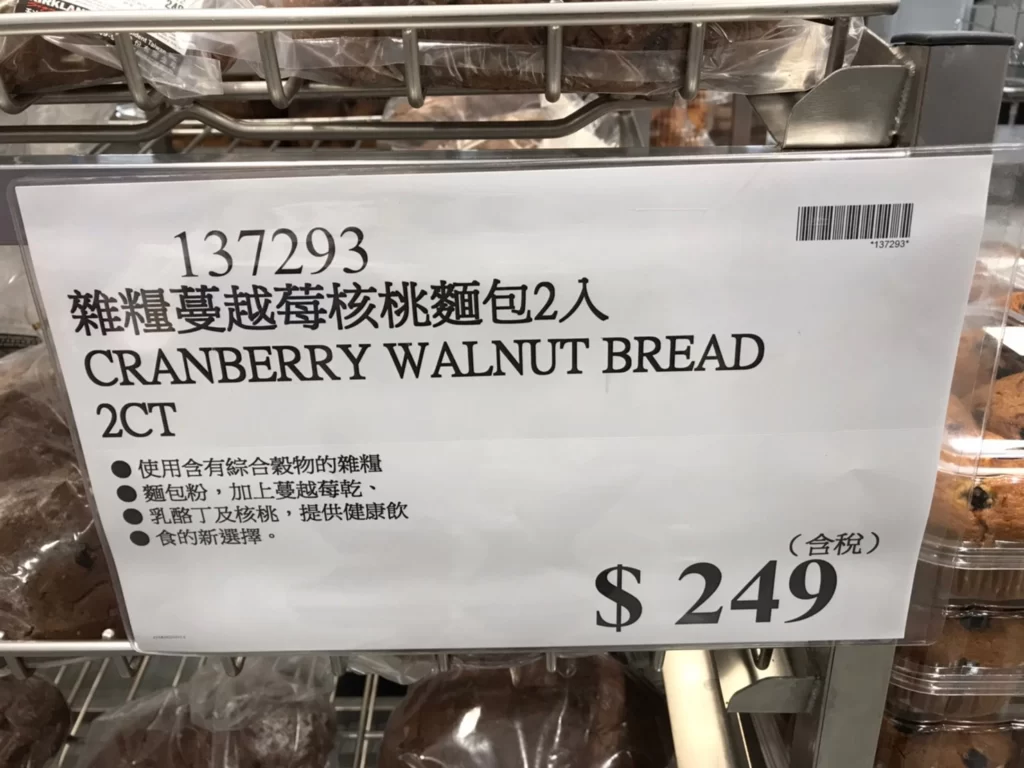 KIRKLAND
137293
*137293*
雜糧蔓越莓核桃麵包2入
CRANBERRY WALNUT BREAD
2CT
● 使用含有綜合穀物的雜糧
● 麵包粉，加上蔓越莓乾、
● 乳酪丁及核桃，提供健康飲
● 食的新選擇。
（含稅）
$ 249